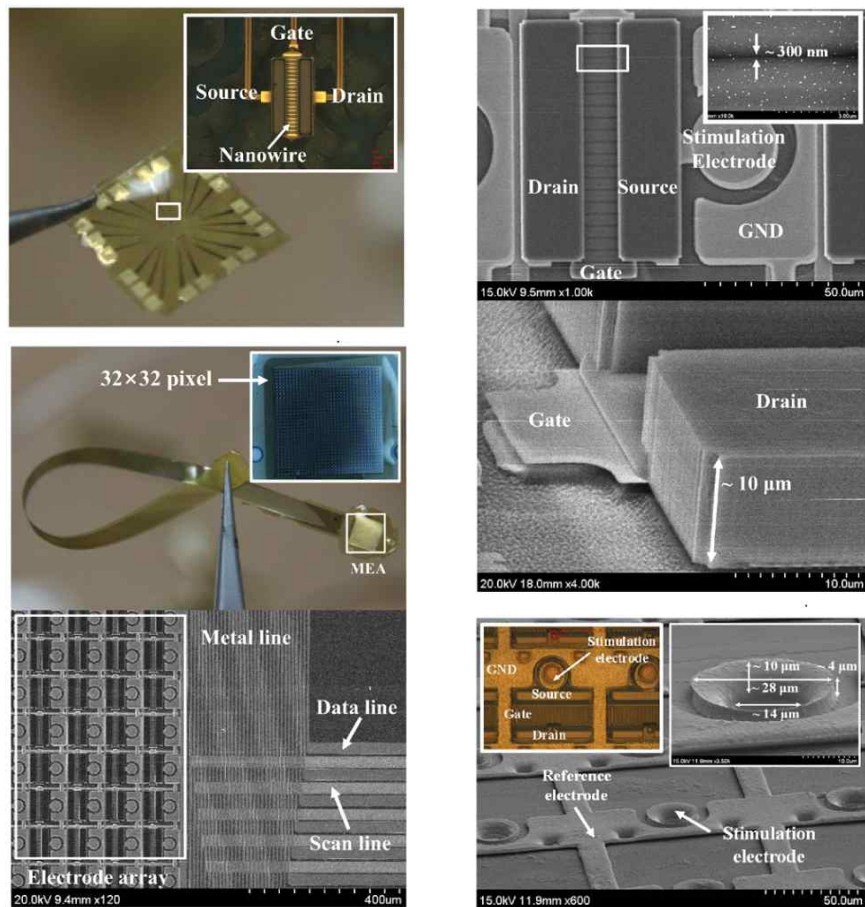 Gate
Source
Drain
Nanowire
~ 300 nm
Stimulation
Electrode
Drain
Source
GND
Gate
15.0kV 9.5mm x1.00k
50.0um
32×32 pixel
MEA
Gate
Drain
~ 10 μm
20.0kV 18.0mm x4.00k
10.0um
Metal line
Data line
Scan line
Electrode array
20.0kV 9.4mm x120
400um
Stimulation
electrode
GND
Source
Gate
Drain
~ 10 μm
~ 4 μm
~ 28 μm
~ 14 μm
Reference
electrode
Stimulation
electrode
15.0kV 11.9mm x600
50.0um